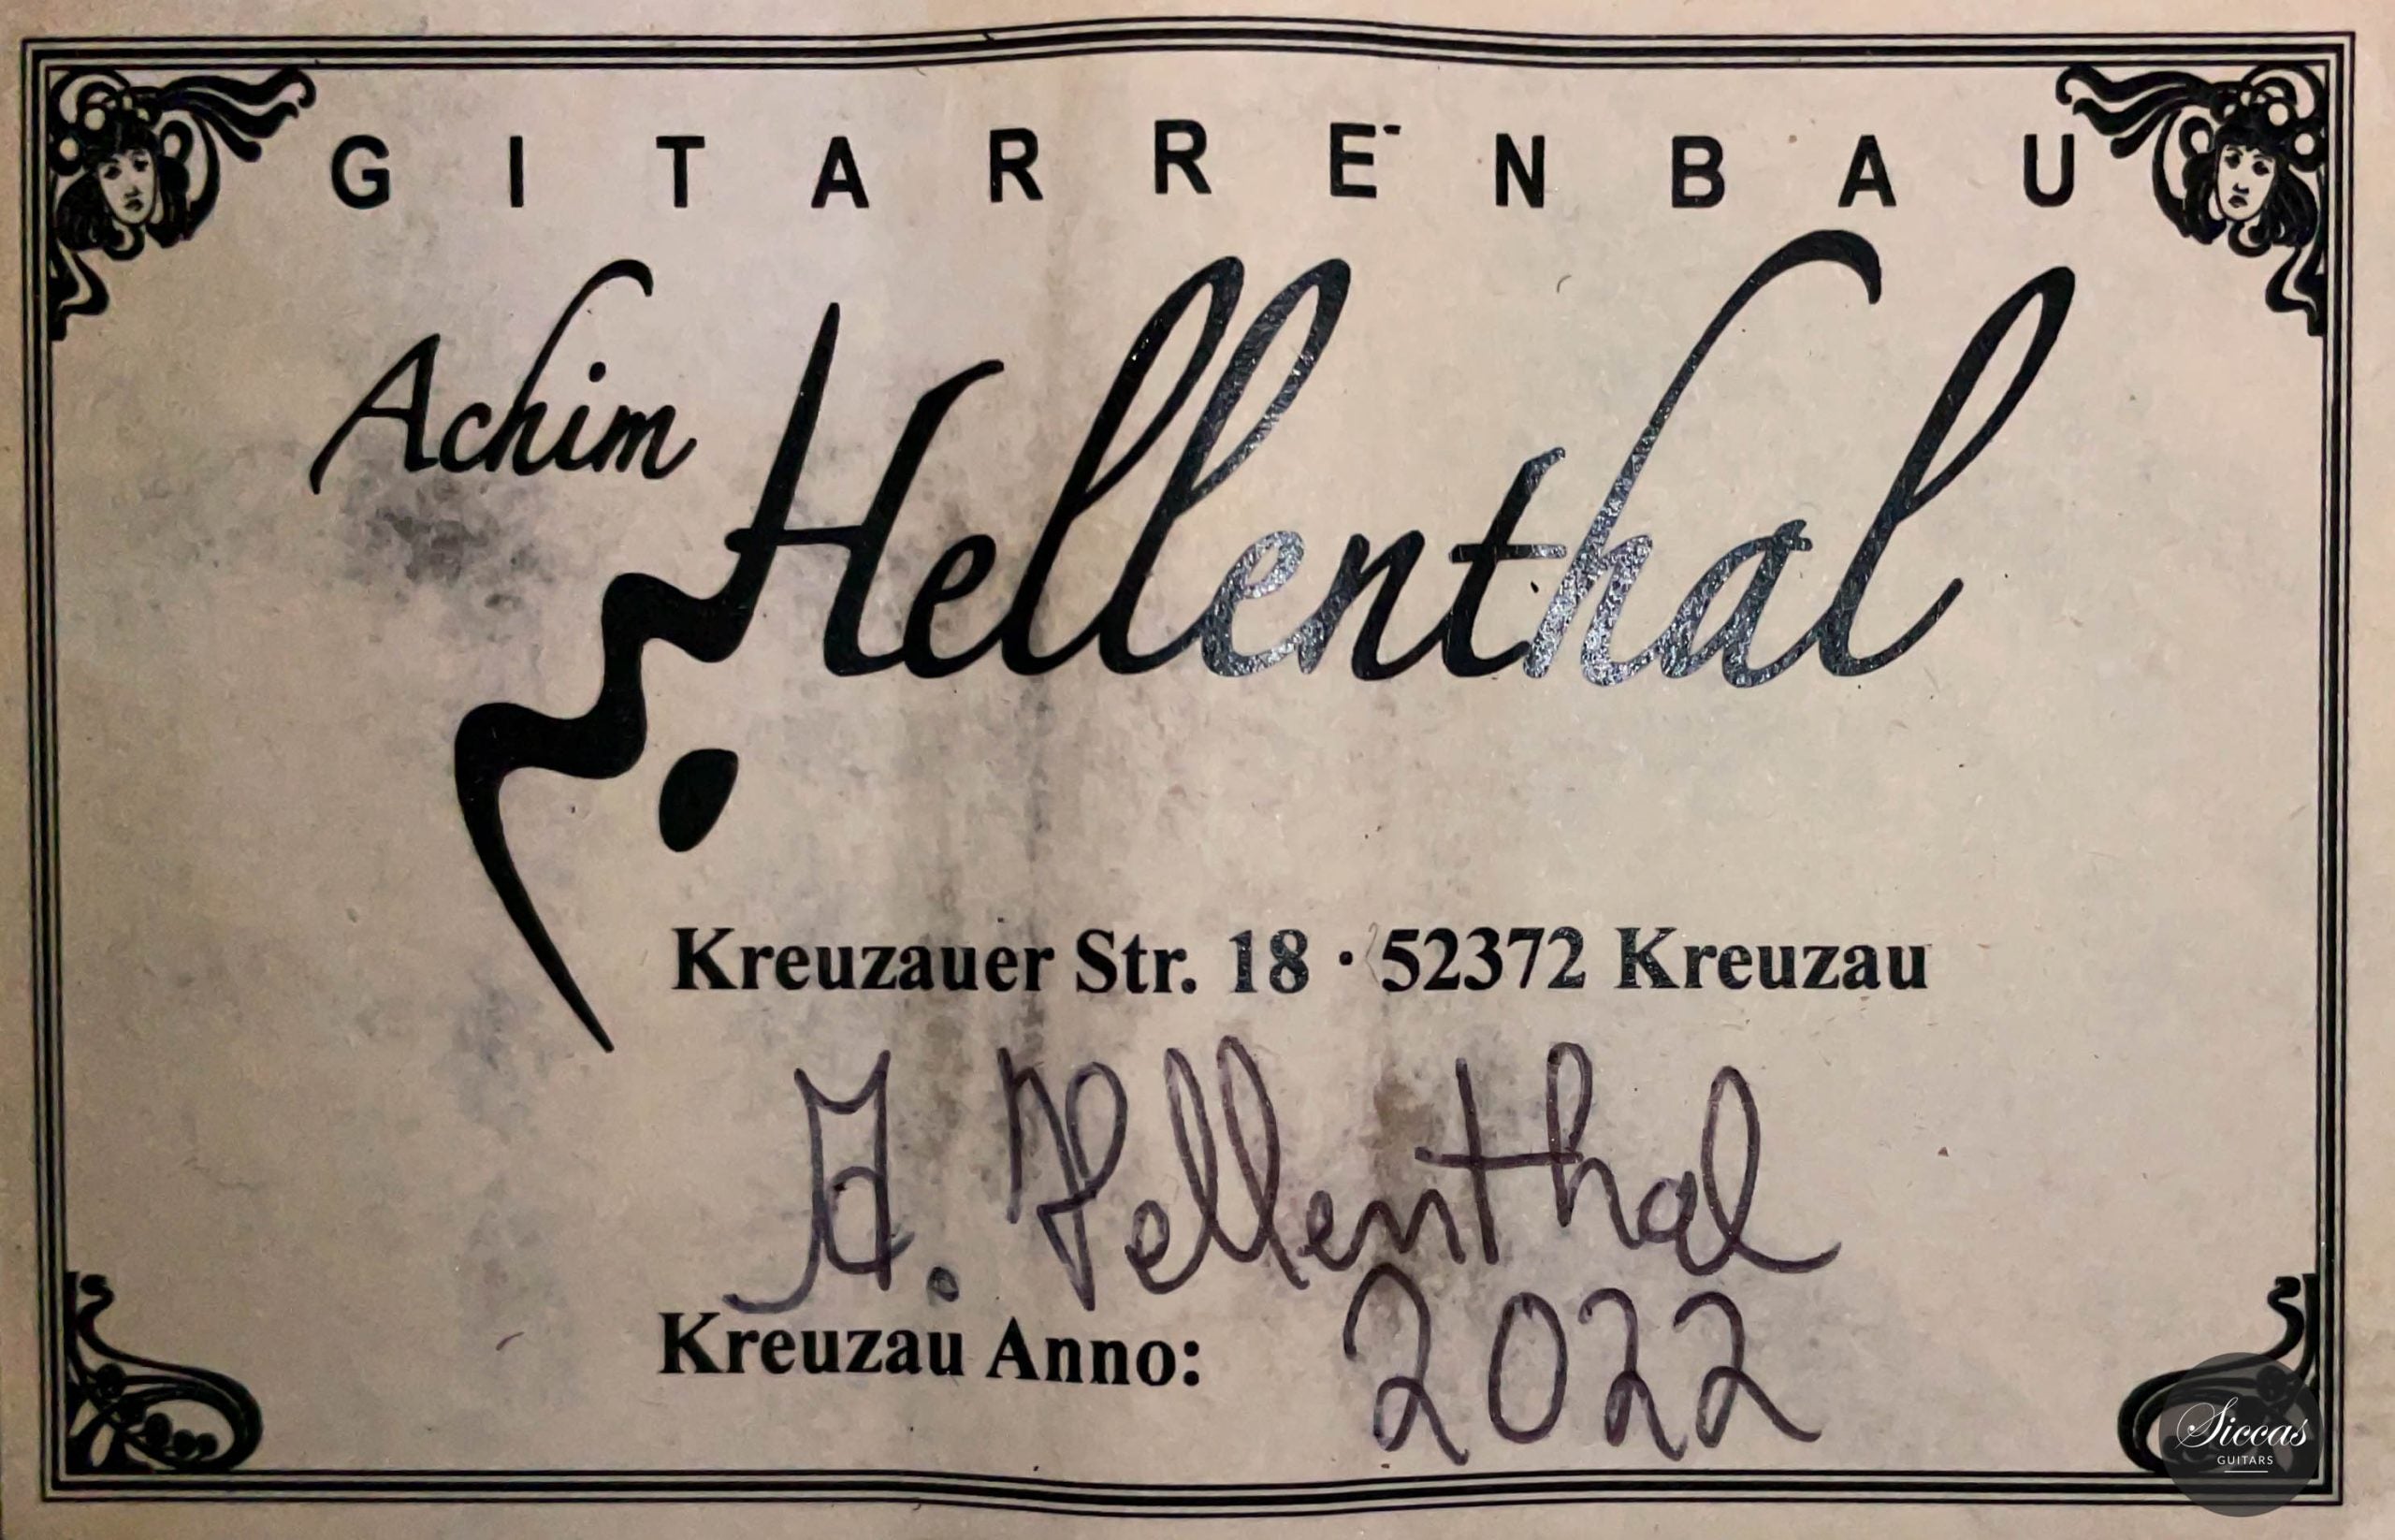 GITARRENBAU
Achim
Hellenthal
Kreuzauer Str. 18 · 52372 Kreuzau
A. Hellenthal
Kreuzau Anno: 2022
Siccas
GUITARS